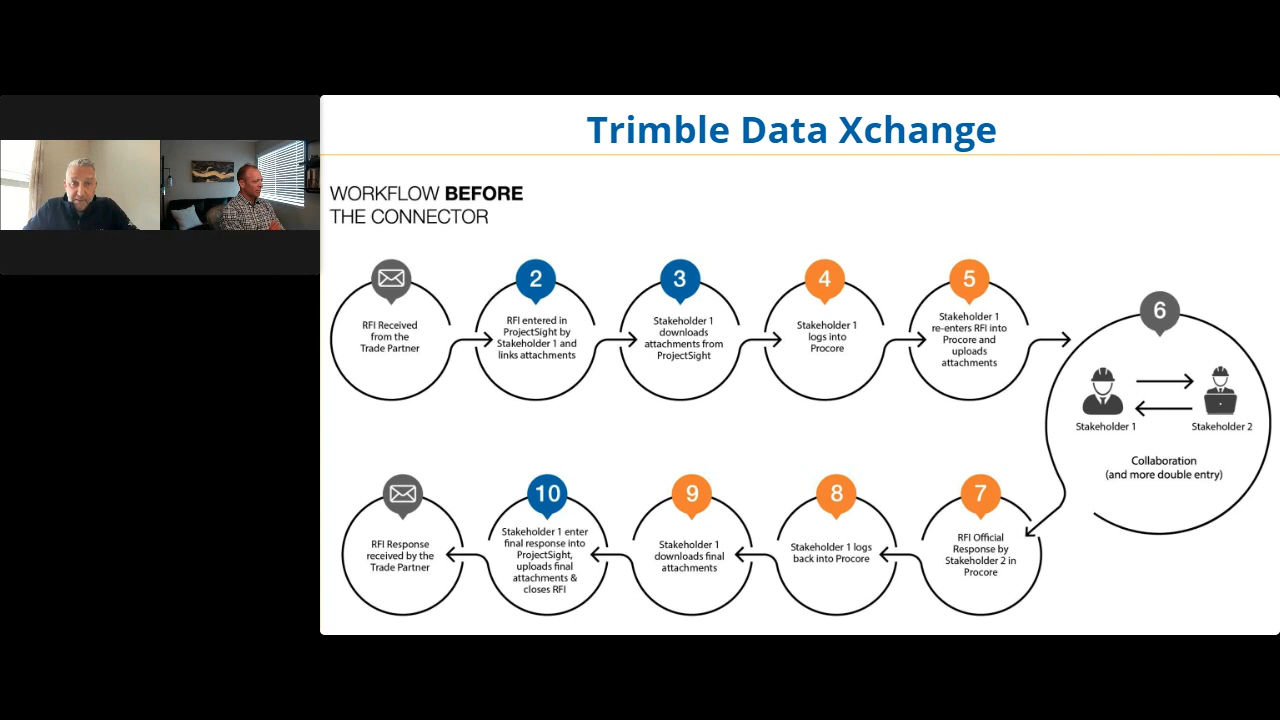 Trimble Data Xchange
WORKFLOW BEFORE
THE CONNECTOR
RFI Received
from the
Trade Partner
2
RFI entered in
ProjectSight by
Stakeholder 1 and
links attachments
3
Stakeholder 1
downloads
attachments from
ProjectSight
4
Stakeholder 1
logs into
Procore
5
Stakeholder 1
re-enters RFI into
Procore and
uploads
attachments
6
Stakeholder 1
Stakeholder 2
Collaboration
(and more double entry)
7
RFI Official
Response by
Stakeholder 2 in
Procore
8
Stakeholder 1 logs
back into Procore
9
Stakeholder 1
downloads final
attachments
10
Stakeholder 1 enter
final response into
ProjectSight,
uploads final
attachments &
closes RFI
RFI Response
received by the
Trade Partner